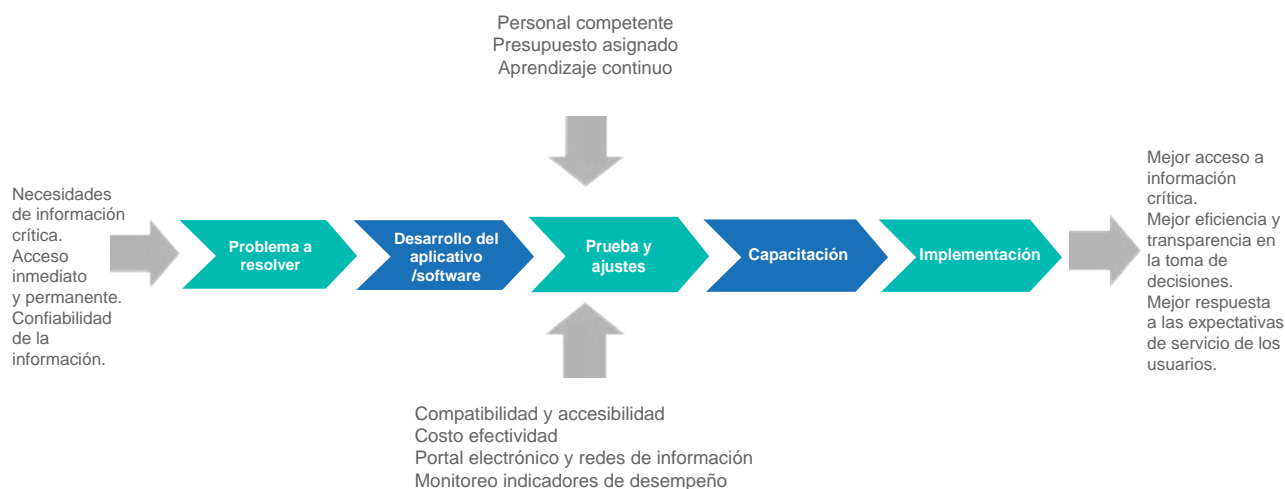 Personal competente
Presupuesto asignado
Aprendizaje continuo
Necesidades
de información
crítica.
Acceso
inmediato
y permanente.
Confiabilidad
de la
información.
Problema a
resolver
Desarrollo del
aplicativo
/software
Prueba y
ajustes
Capacitación
Implementación
Mejor acceso a
información
crítica.
Mejor eficiencia y
transparencia en
la toma de
decisiones.
Mejor respuesta
a las expectativas
de servicio de los
usuarios.
Compatibilidad y accesibilidad
Costo efectividad
Portal electrónico y redes de información
Monitoreo indicadores de desempeño